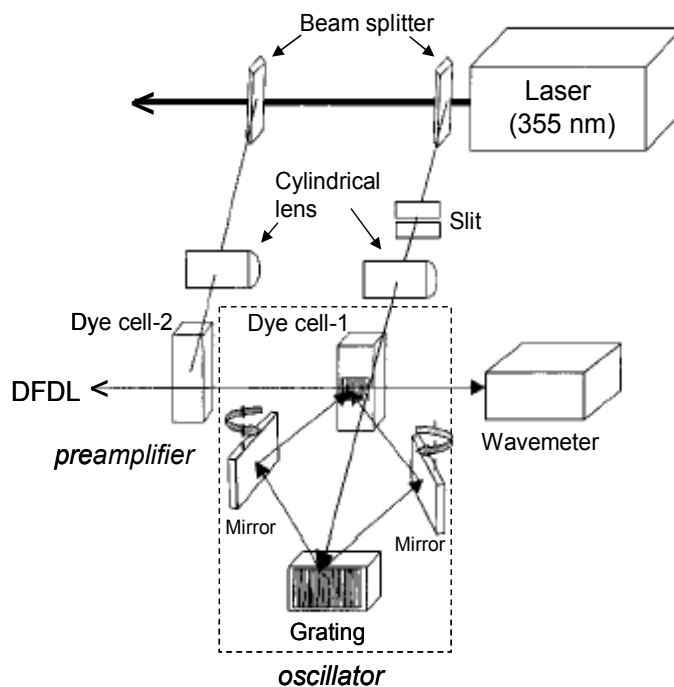 Beam splitter
Laser
(355 nm)
Cylindrical
lens
Slit
Dye cell-2
Dye cell-1
DFDL
Wavemeter
preamplifier
Mirror
Mirror
Grating
oscillator